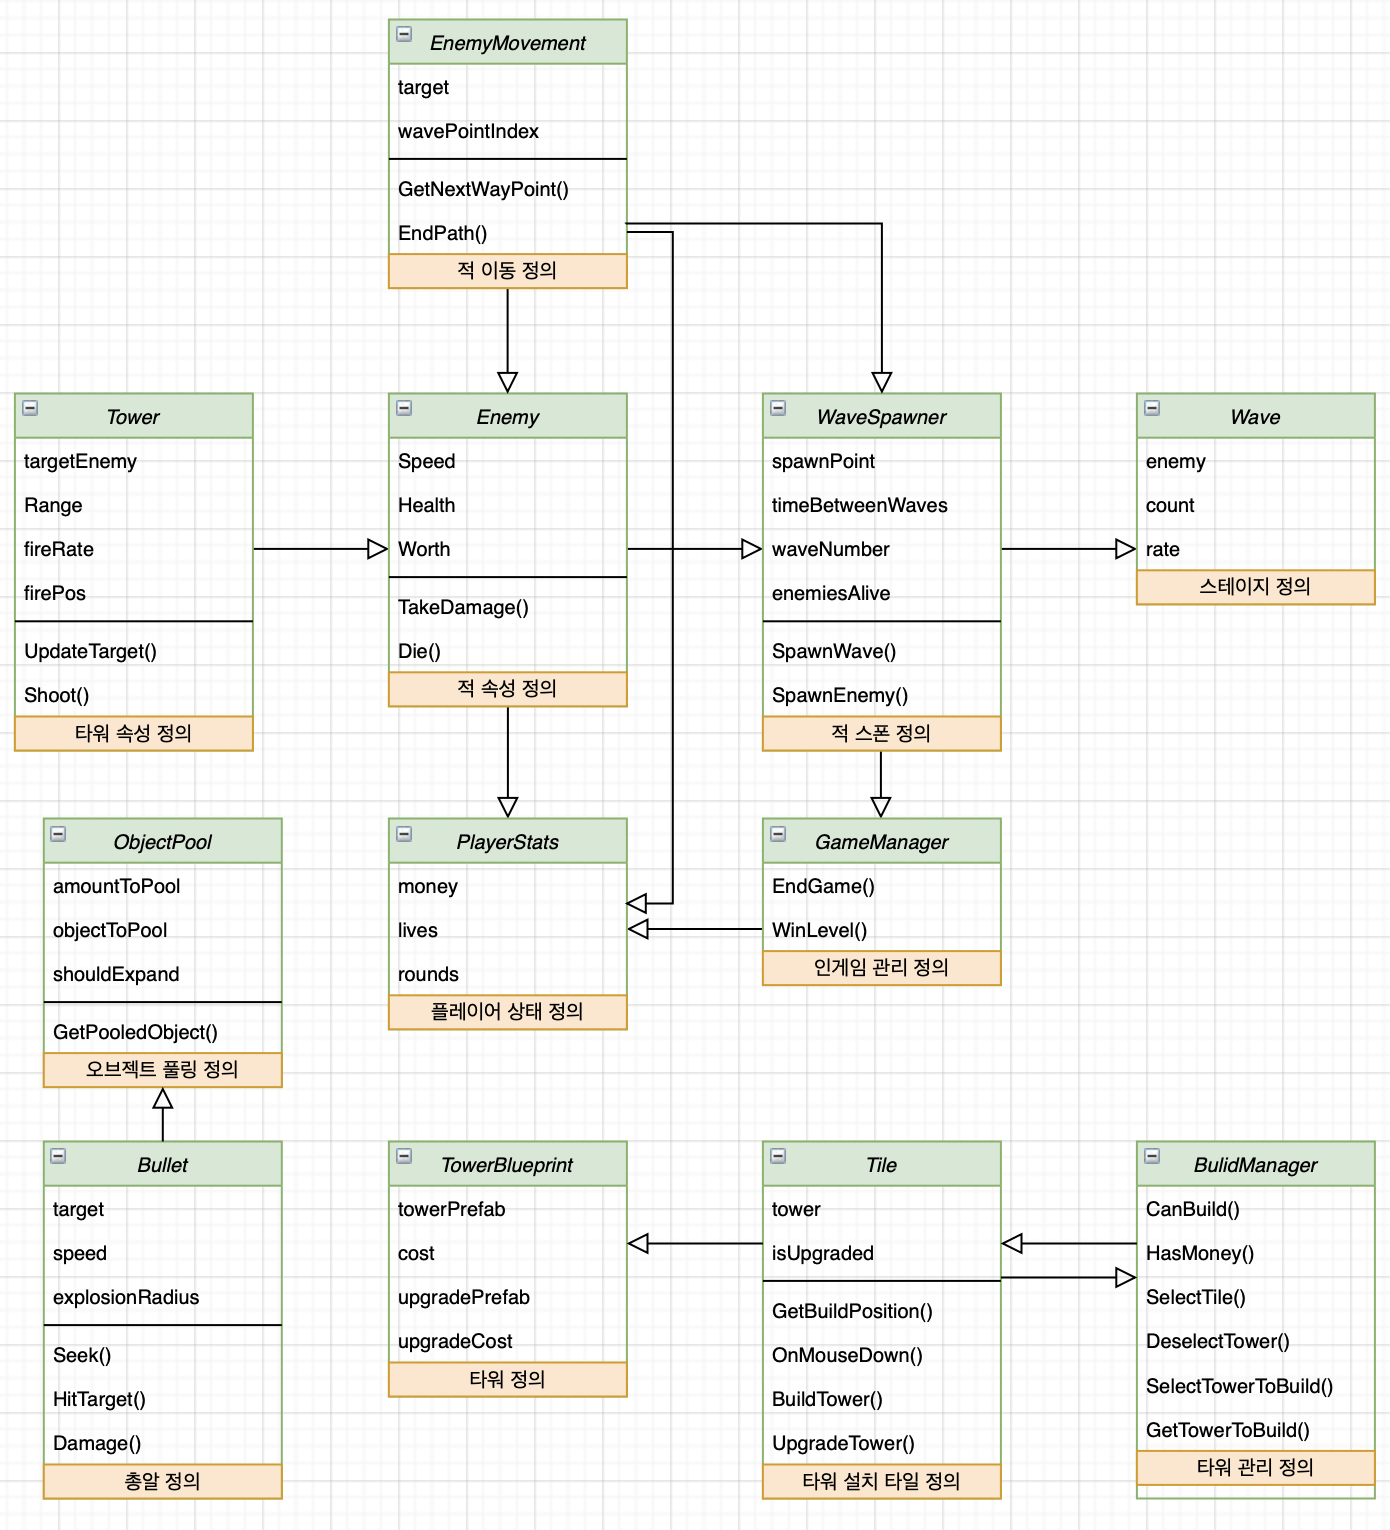 EnemyMovement
target
wavePointIndex
GetNextWayPoint()
EndPath()
적 이동 정의
Tower
targetEnemy
Range
fireRate
firePos
UpdateTarget()
Shoot()
타워 속성 정의
Enemy
Speed
Health
Worth
TakeDamage()
Die()
적 속성 정의
WaveSpawner
spawnPoint
timeBetweenWaves
waveNumber
enemiesAlive
SpawnWave()
SpawnEnemy()
적 스폰 정의
Wave
enemy
count
rate
스테이지 정의
ObjectPool
amountToPool
objectToPool
shouldExpand
GetPooledObject()
오브젝트 풀링 정의
PlayerStats
money
lives
rounds
플레이어 상태 정의
GameManager
EndGame()
WinLevel()
인게임 관리 정의
Bullet
target
speed
explosionRadius
Seek()
HitTarget()
Damage()
총알 정의
TowerBlueprint
towerPrefab
cost
upgradePrefab
upgradeCost
타워 정의
Tile
tower
isUpgraded
GetBuildPosition()
OnMouseDown()
BuildTower()
UpgradeTower()
타워 설치 타일 정의
BulidManager
CanBuild()
HasMoney()
SelectTile()
DeselectTower()
SelectTowerToBuild()
GetTowerToBuild()
타워 관리 정의